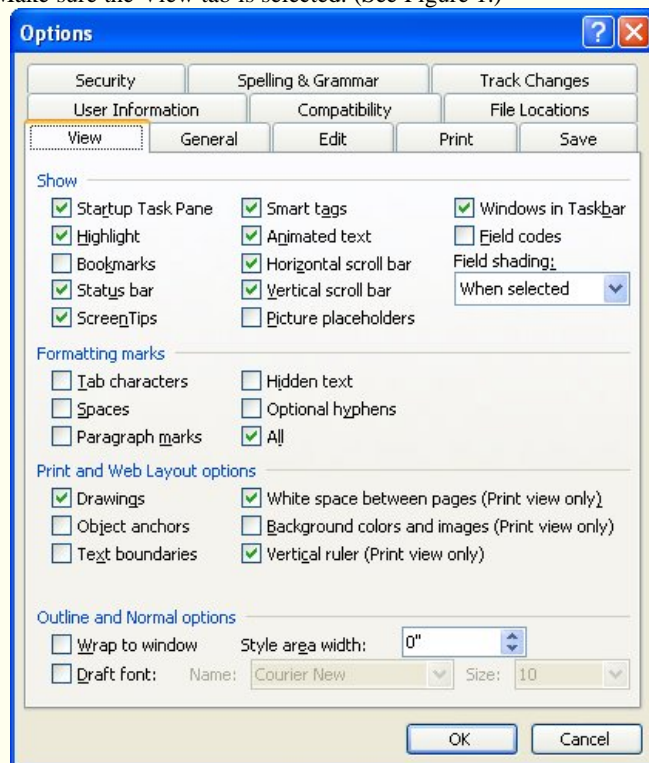 Make sure the View tab is selected. (See Figure 1.)
Options
Security Spelling & Grammar Track Changes
User Information Compatibility File Locations
View General Edit Print Save
Show
Startup Task Pane Smart tags Windows in Taskbar
Highlight Animated text Field codes
Bookmarks Horizontal scroll bar Field shading:
Status bar Vertical scroll bar When selected
ScreenTips Picture placeholders
Formatting marks
Tab characters Hidden text
Spaces Optional hyphens
Paragraph marks All
Print and Web Layout options
Drawings White space between pages (Print view only)
Object anchors Background colors and images (Print view only)
Text boundaries Vertical ruler (Print view only)
Outline and Normal options
Wrap to window Style area width: 0"
Draft font: Name: Courier New Size: 10
OK Cancel